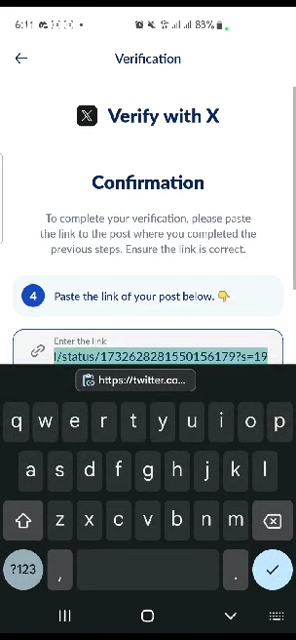 6:11
83%
Verification
X Verify with X
Confirmation
To complete your verification, please paste
the link to the post where you completed the
previous steps. Ensure the link is correct.
4 Paste the link of your post below. 👇
Enter the link
/status/1732628281550156179?s=19
https://twitter.co...
q w e r t y u i o p
a s d f g h j k l
z x c v b n m
?123 , .